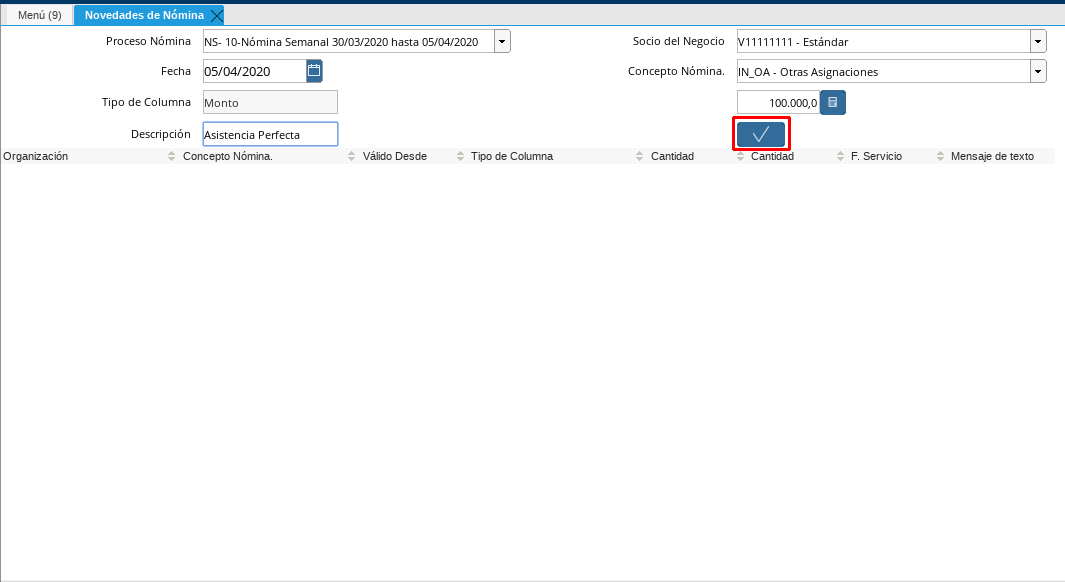 Menú (9) Novedades de Nómina
Proceso Nómina NS- 10-Nómina Semanal 30/03/2020 hasta 05/04/2020 Socio del Negocio V11111111 - Estándar
Fecha 05/04/2020 Concepto Nómina. IN_OA - Otras Asignaciones
Tipo de Columna Monto 100.000,0
Descripción Asistencia Perfecta
Organización Concepto Nómina. Válido Desde Tipo de Columna Cantidad Cantidad F. Servicio Mensaje de texto